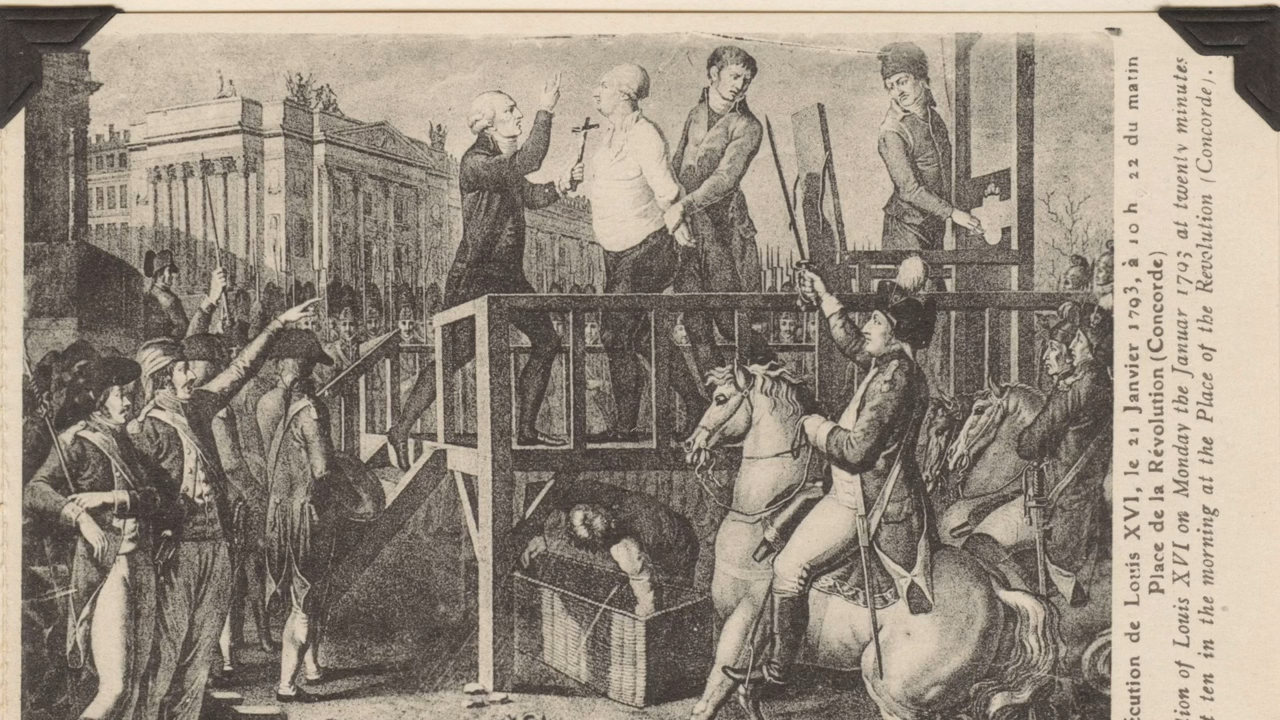 cution de Louis XVI, le 21 Janvier 1793, à 10 h 22 du matin
Place de la Révolution (Concorde)
ion of Louis XVI on Monday the Januar 1793 at twenty minutes
ten in the morning at the Place of the Revolution (Concorde).